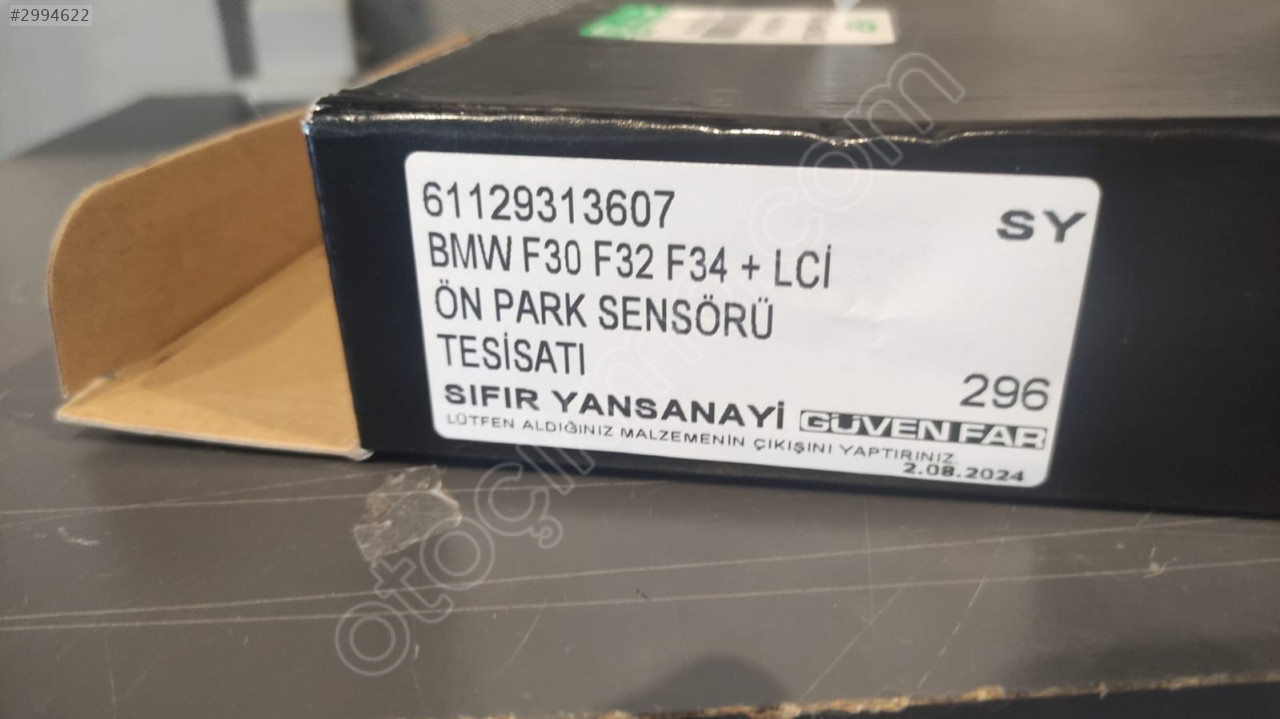 #2994622
61129313607
SY
BMW F30 F32 F34 + LCİ
ÖN PARK SENSÖRÜ
TESİSATI
296
SIFIR YANSANAYİ GÜVEN FAR
LÜTFEN ALDIĞINIZ MALZEMENİN ÇIKIŞINI YAPTIRINIZ.
2.08.2024
otoçıkma.com